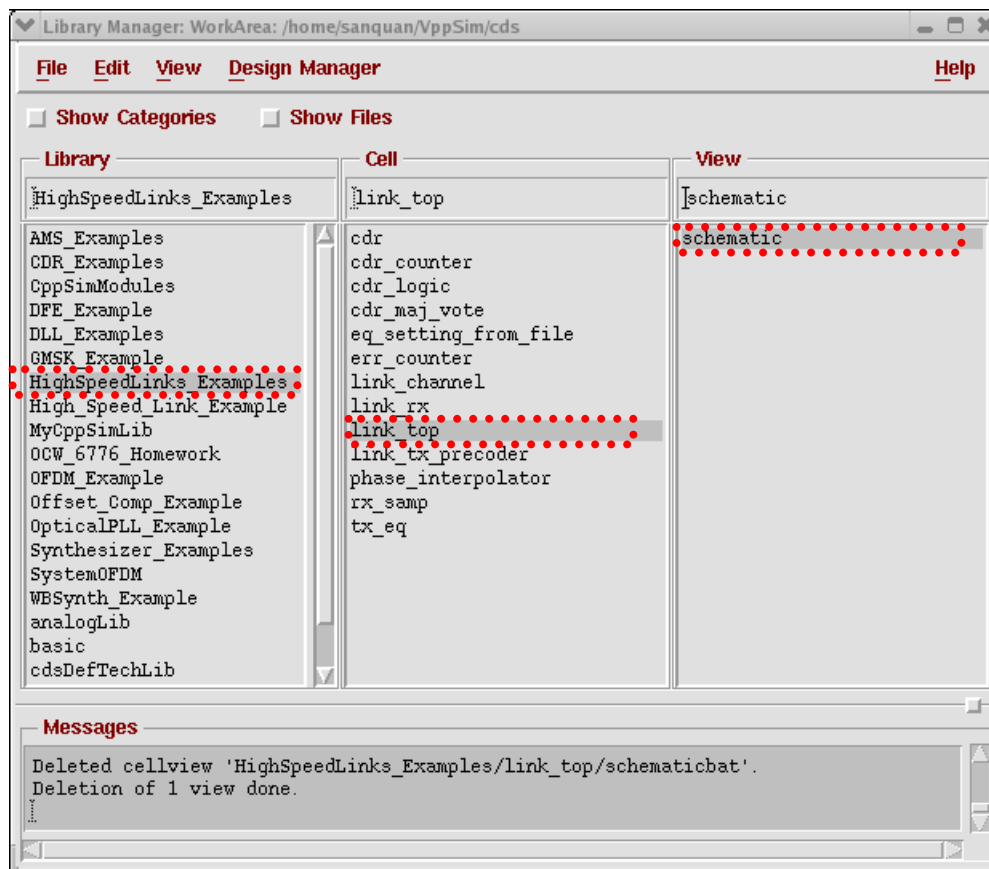 Library Manager: WorkArea: /home/sanquan/VppSim/cds
File Edit View Design Manager Help
Show Categories Show Files
Library
HighSpeedLinks_Examples
AMS_Examples
CDR_Examples
CppSimModules
DFE_Example
DLL_Examples
GMSK_Example
HighSpeedLinks_Examples
High_Speed_Link_Example
MyCppSimLib
OCW_6776_Homework
OFDM_Example
Offset_Comp_Example
OpticalPLL_Example
Synthesizer_Examples
SystemOFDM
WBSynth_Example
analogLib
basic
cdsDefTechLib
Cell
link_top
cdr
cdr_counter
cdr_logic
cdr_maj_vote
eq_setting_from_file
err_counter
link_channel
link_rx
link_top
link_tx_precoder
phase_interpolator
rx_samp
tx_eq
View
schematic
schematic
Messages
Deleted cellview 'HighSpeedLinks_Examples/link_top/schematicbat'.
Deletion of 1 view done.